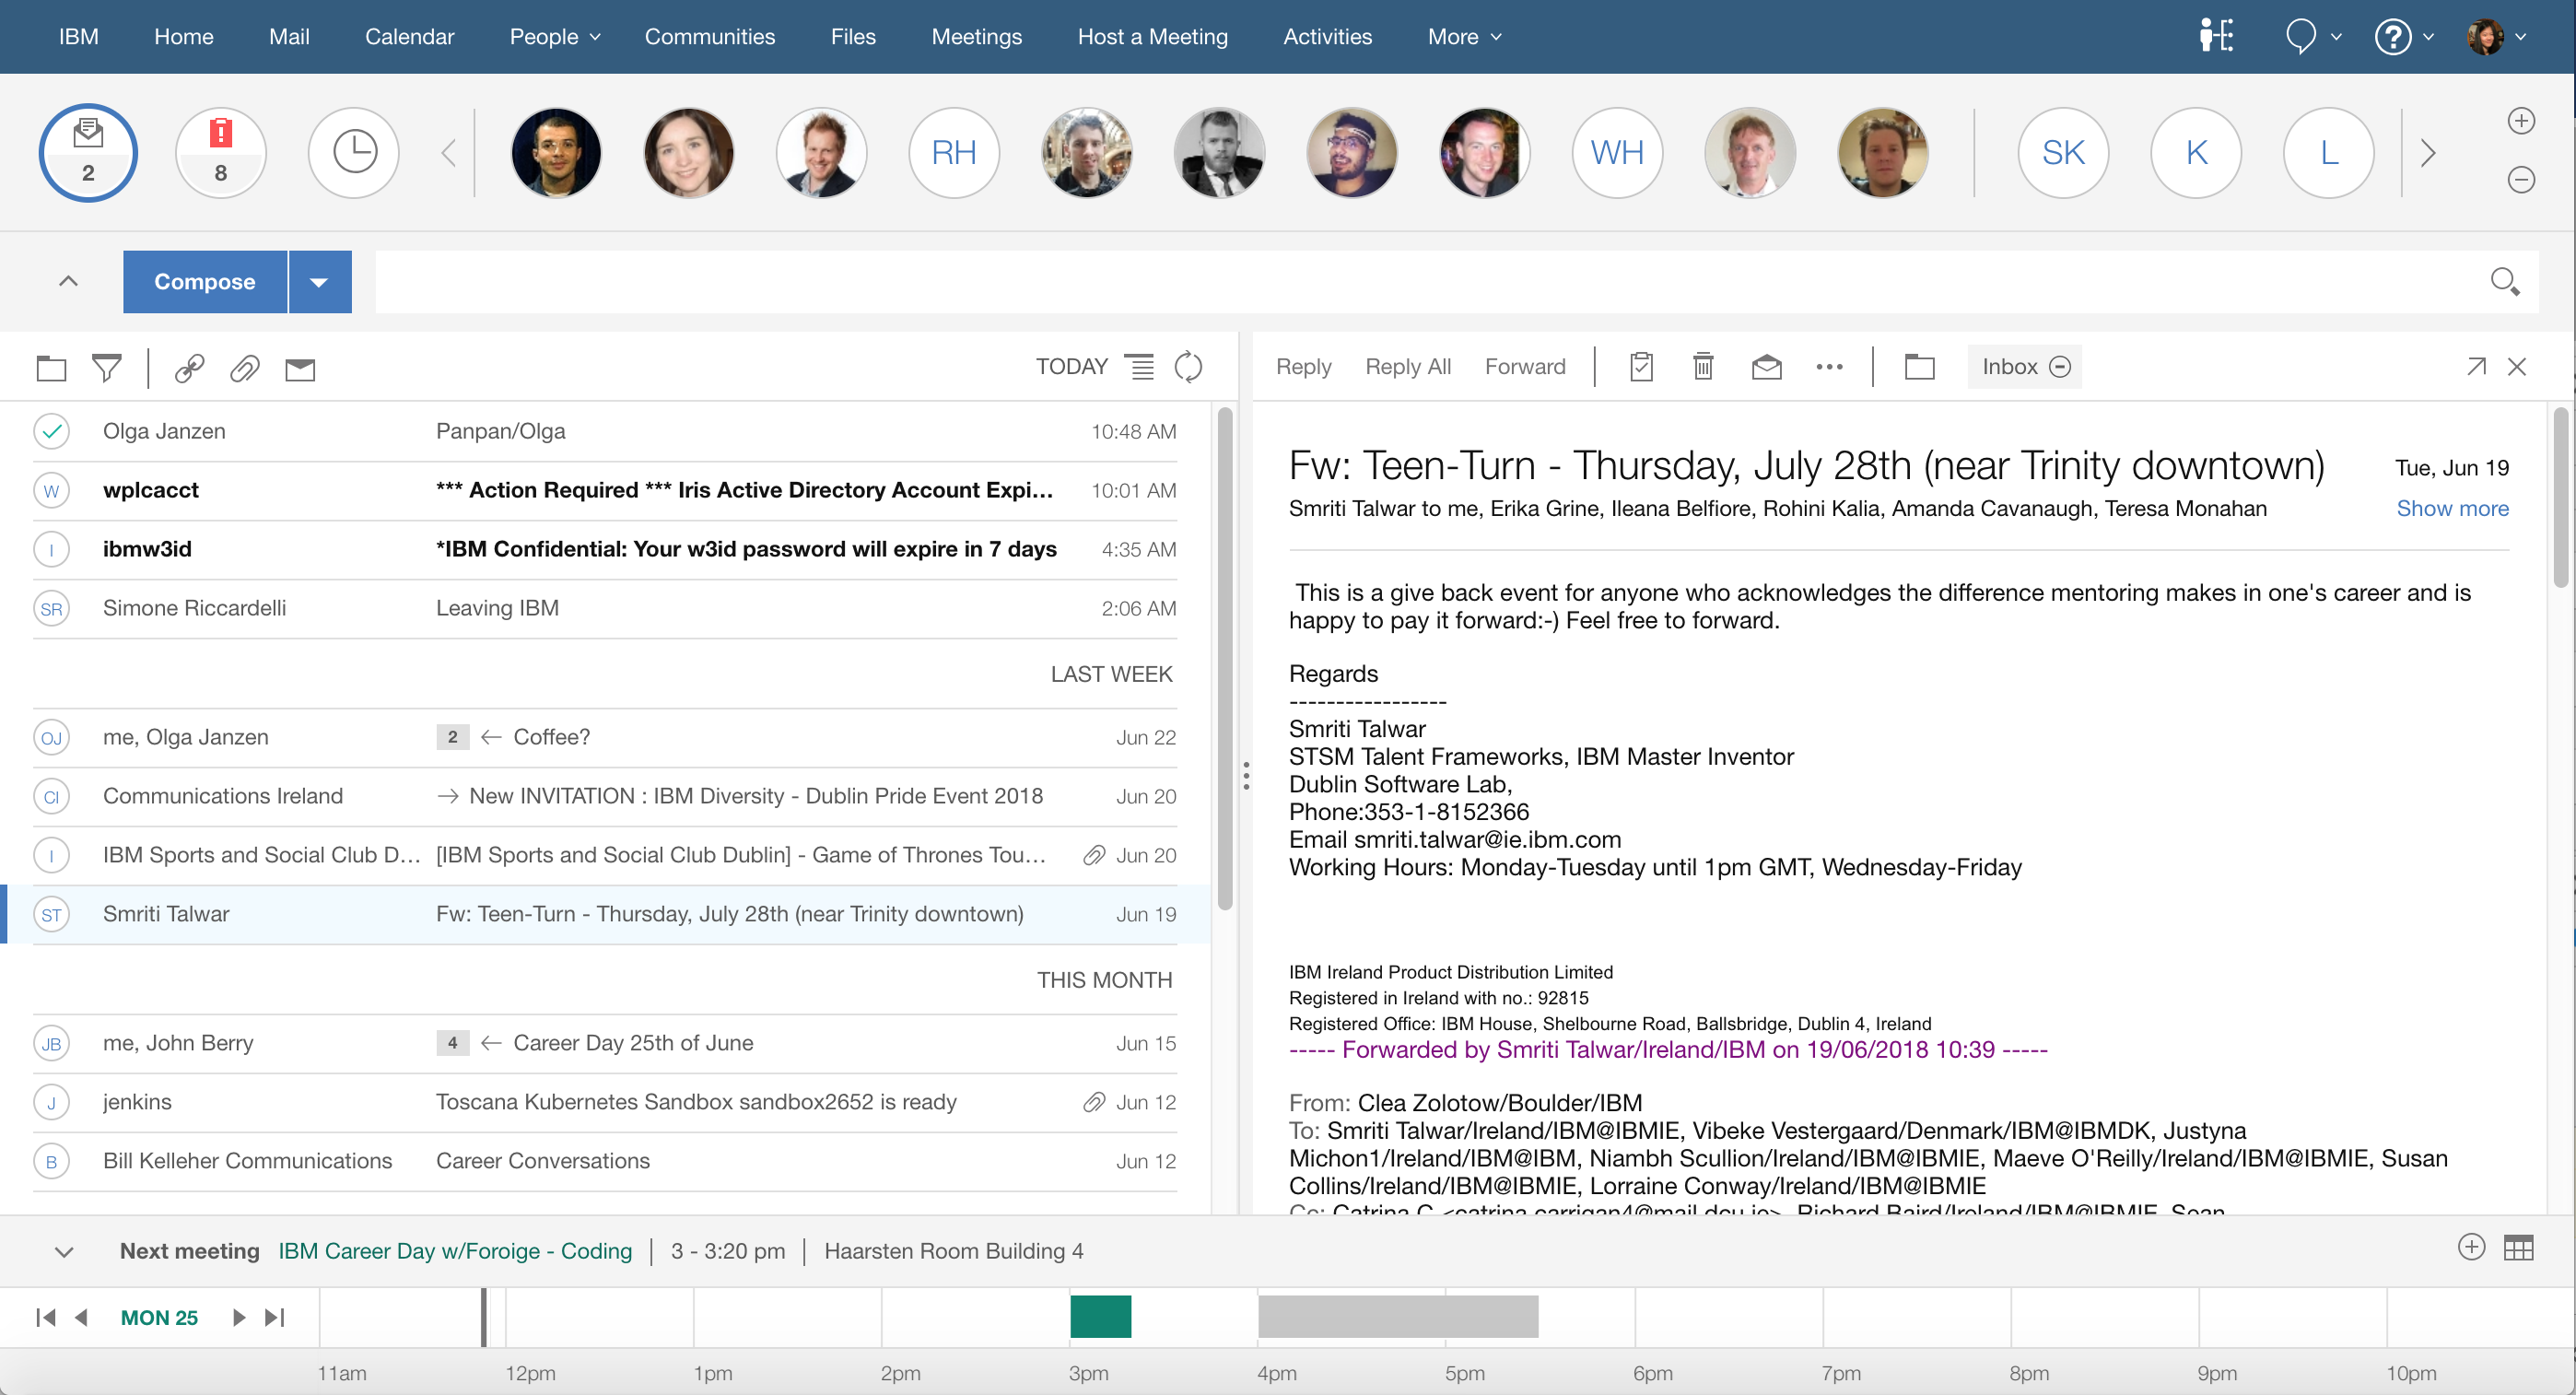 IBM Home Mail Calendar People Communities Files Meetings Host a Meeting Activities More ?
2 8 RH WH SK K L
Compose
TODAY
Olga Janzen Panpan/Olga 10:48 AM
W wplcacct *** Action Required *** Iris Active Directory Account Expi... 10:01 AM
I ibmw3id *IBM Confidential: Your w3id password will expire in 7 days 4:35 AM
SR Simone Riccardelli Leaving IBM 2:06 AM
LAST WEEK
OJ me, Olga Janzen 2 ← Coffee? Jun 22
CI Communications Ireland → New INVITATION : IBM Diversity - Dublin Pride Event 2018 Jun 20
I IBM Sports and Social Club D... [IBM Sports and Social Club Dublin] - Game of Thrones Tou... Jun 20
ST Smriti Talwar Fw: Teen-Turn - Thursday, July 28th (near Trinity downtown) Jun 19
THIS MONTH
JB me, John Berry 4 ← Career Day 25th of June Jun 15
J jenkins Toscana Kubernetes Sandbox sandbox2652 is ready Jun 12
B Bill Kelleher Communications Career Conversations Jun 12
Reply Reply All Forward Inbox
Fw: Teen-Turn - Thursday, July 28th (near Trinity downtown) Tue, Jun 19
Smriti Talwar to me, Erika Grine, Ileana Belfiore, Rohini Kalia, Amanda Cavanaugh, Teresa Monahan Show more
This is a give back event for anyone who acknowledges the difference mentoring makes in one's career and is
happy to pay it forward:-) Feel free to forward.
Regards
-----------------
Smriti Talwar
STSM Talent Frameworks, IBM Master Inventor
Dublin Software Lab,
Phone:353-1-8152366
Email smriti.talwar@ie.ibm.com
Working Hours: Monday-Tuesday until 1pm GMT, Wednesday-Friday
IBM Ireland Product Distribution Limited
Registered in Ireland with no.: 92815
Registered Office: IBM House, Shelbourne Road, Ballsbridge, Dublin 4, Ireland
----- Forwarded by Smriti Talwar/Ireland/IBM on 19/06/2018 10:39 -----
From: Clea Zolotow/Boulder/IBM
To: Smriti Talwar/Ireland/IBM@IBMIE, Vibeke Vestergaard/Denmark/IBM@IBMDK, Justyna
Michon1/Ireland/IBM@IBM, Niambh Scullion/Ireland/IBM@IBMIE, Maeve O'Reilly/Ireland/IBM@IBMIE, Susan
Collins/Ireland/IBM@IBMIE, Lorraine Conway/Ireland/IBM@IBMIE
Cc: Catrina C <catrina.carrigan4@mail.dcu.ie>, Richard Baird/Ireland/IBM@IBMIE, Sean
Next meeting IBM Career Day w/Foroige - Coding | 3 - 3:20 pm | Haarsten Room Building 4
MON 25
11am 12pm 1pm 2pm 3pm 4pm 5pm 6pm 7pm 8pm 9pm 10pm